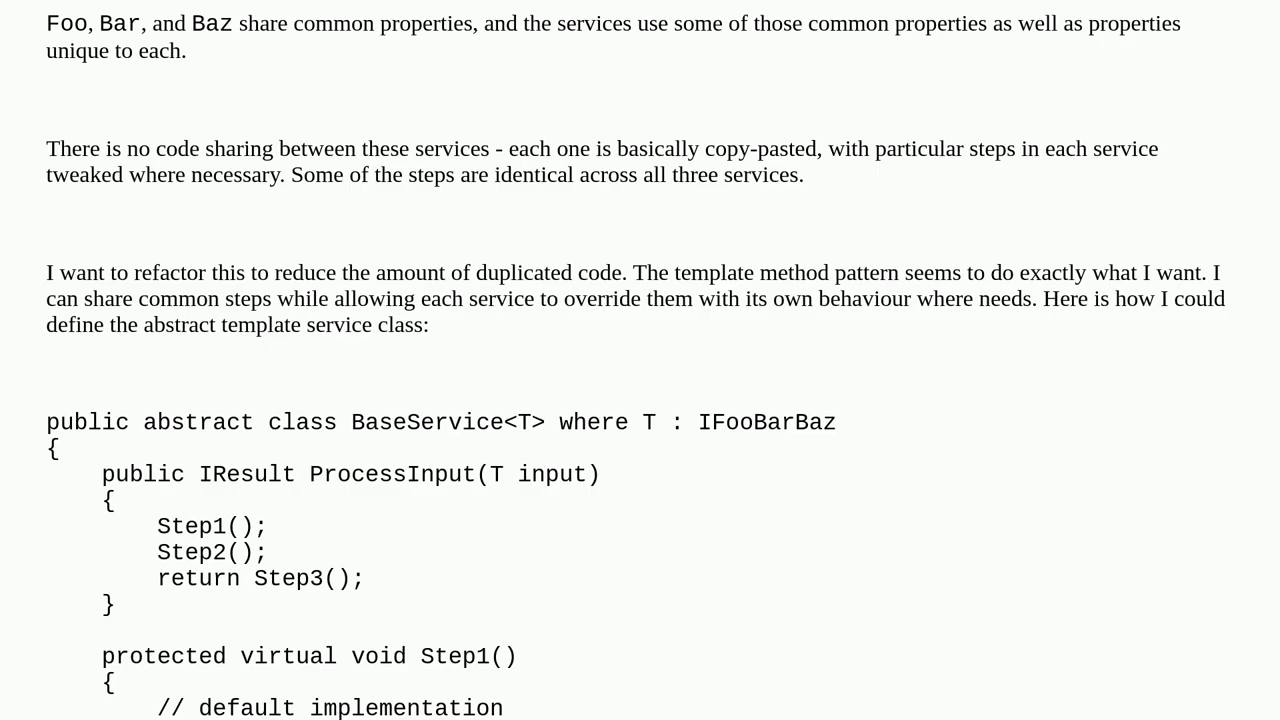 Foo, Bar, and Baz share common properties, and the services use some of those common properties as well as properties
unique to each.
There is no code sharing between these services - each one is basically copy-pasted, with particular steps in each service
tweaked where necessary. Some of the steps are identical across all three services.
I want to refactor this to reduce the amount of duplicated code. The template method pattern seems to do exactly what I want. I
can share common steps while allowing each service to override them with its own behaviour where needs. Here is how I could
define the abstract template service class:
public abstract class BaseService<T> where T : IFooBarBaz
{
    public IResult ProcessInput(T input)
    {
        Step1();
        Step2();
        return Step3();
    }
    protected virtual void Step1()
    {
        // default implementation